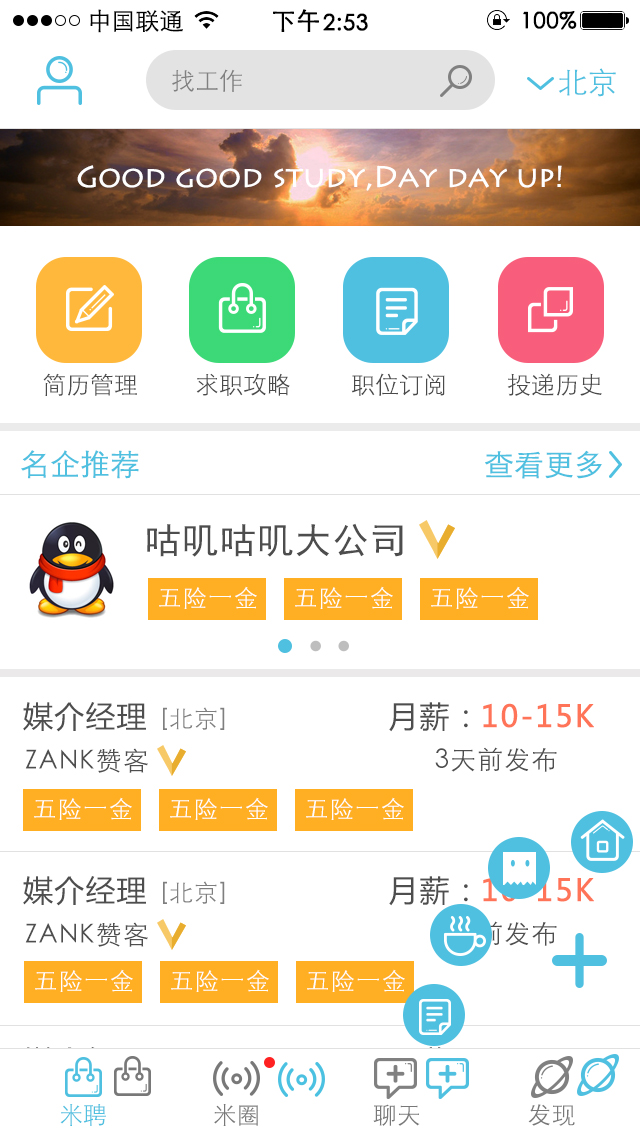 中国联通 下午2:53 100%
找工作 北京
GOOD GOOD STUDY,DAY DAY UP!
简历管理 求职攻略 职位订阅 投递历史
名企推荐 查看更多
咕叽咕叽大公司
五险一金 五险一金 五险一金
媒介经理 [北京] 月薪：10-15K
ZANK赞客 3天前发布
五险一金 五险一金 五险一金
媒介经理 [北京] 月薪：10-15K
ZANK赞客 前发布
五险一金 五险一金 五险一金
米聘 米圈 聊天 发现